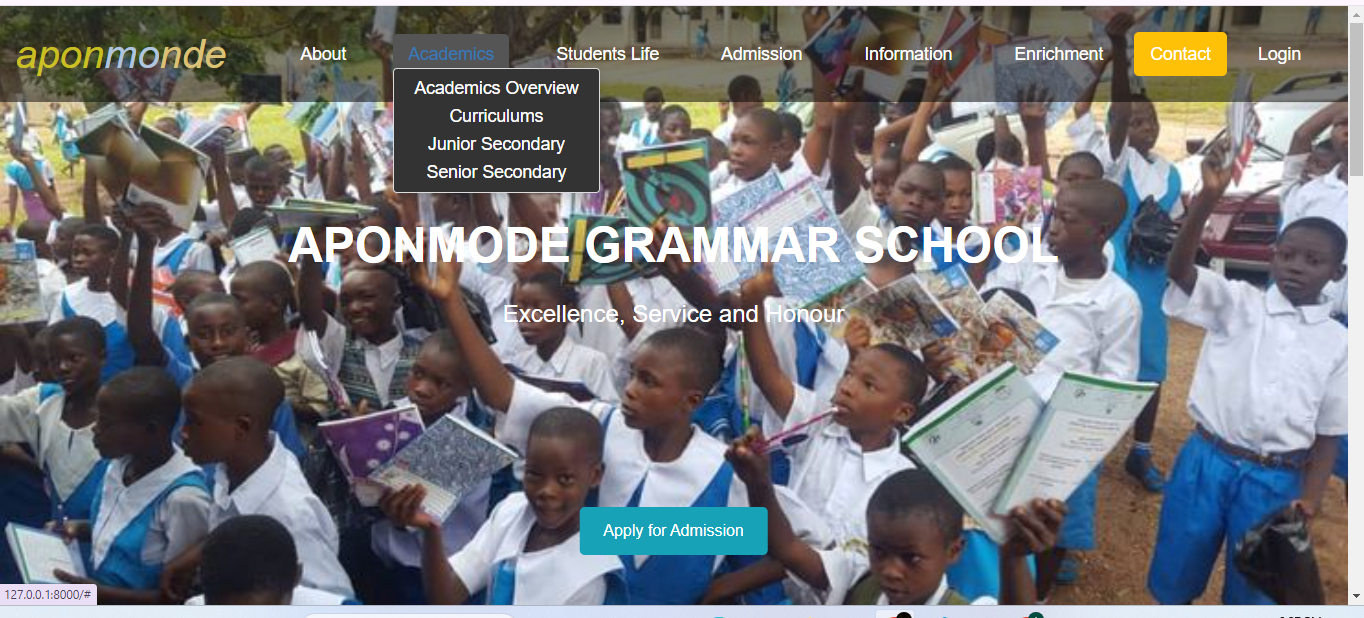 aponmonde About Academics Students Life Admission Information Enrichment Contact Login
Academics Overview
Curriculums
Junior Secondary
Senior Secondary
APONMODE GRAMMAR SCHOOL
Excellence, Service and Honour
Apply for Admission
127.0.0.1:8000/#